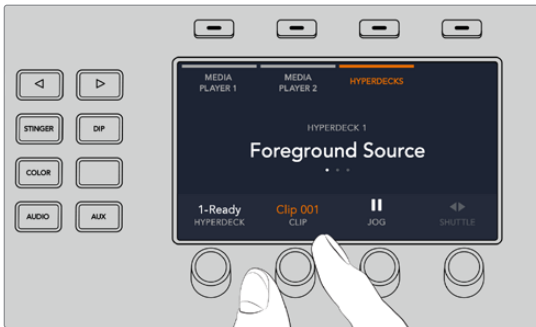 MEDIA
PLAYER 1
MEDIA
PLAYER 2
HYPERDECKS
HYPERDECK 1
Foreground Source
1-Ready
HYPERDECK
Clip 001
CLIP
JOG
SHUTTLE
STINGER
DIP
COLOR
AUDIO
AUX